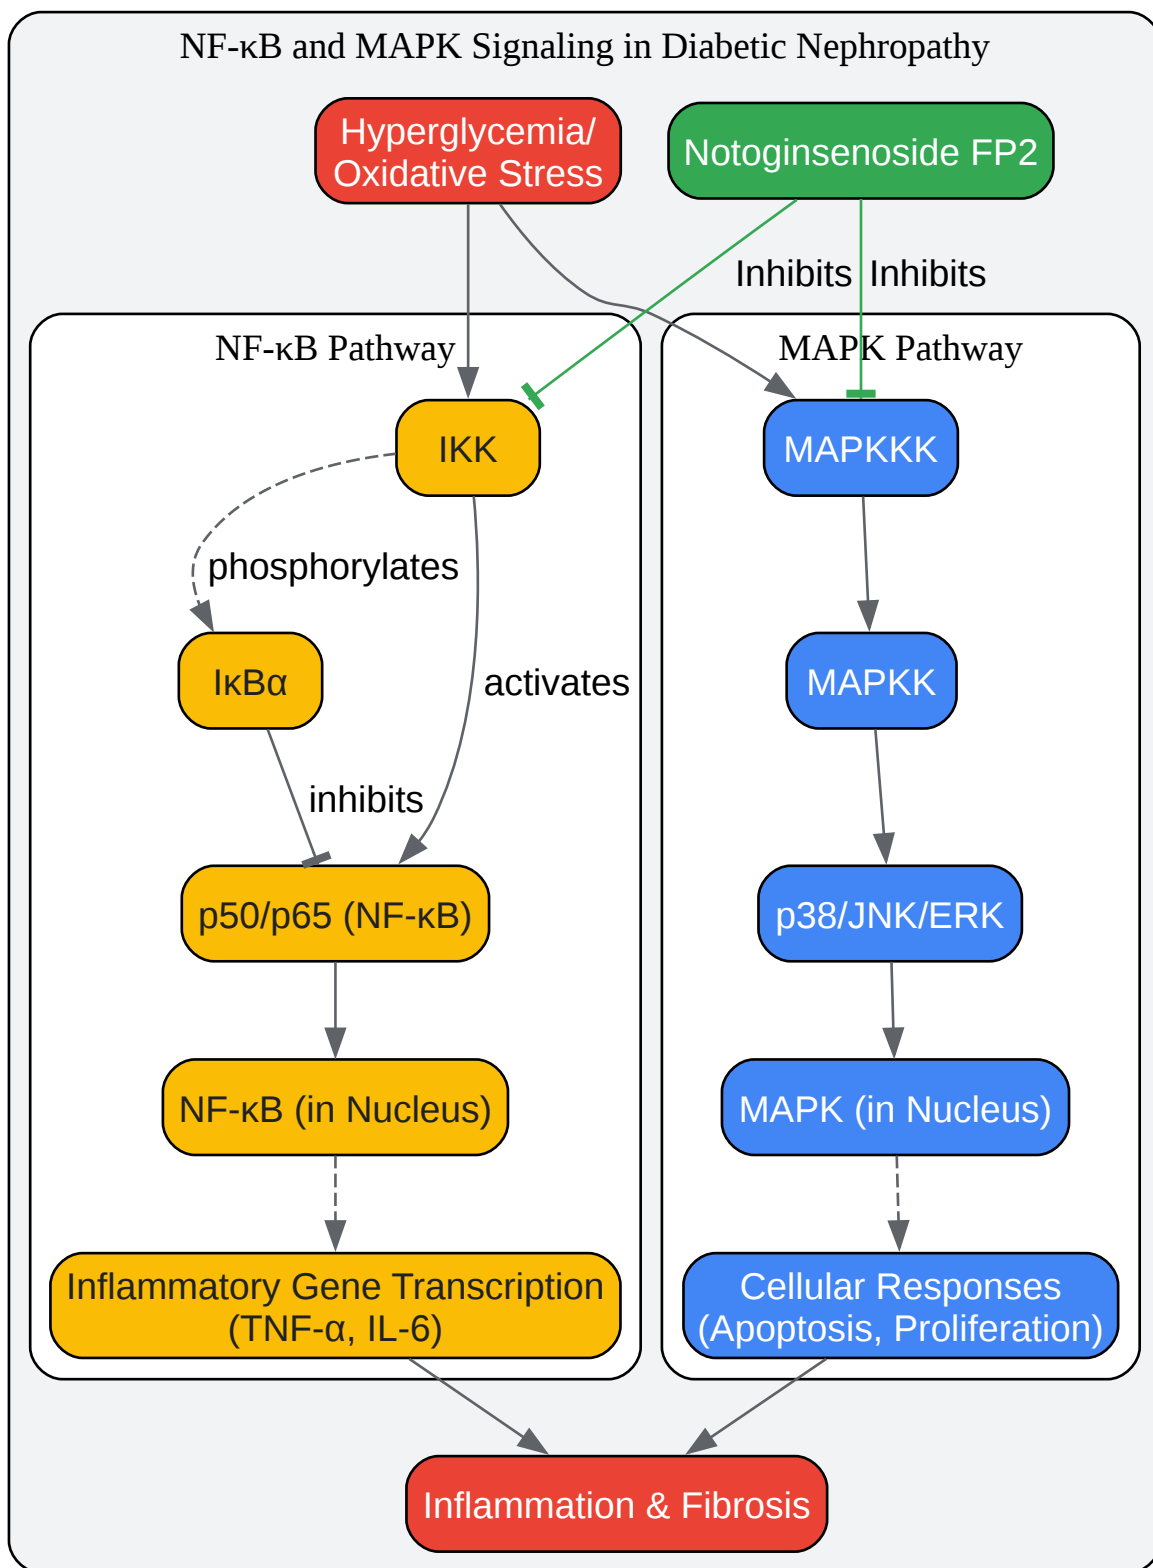 NF-κB and MAPK Signaling in Diabetic Nephropathy
Hyperglycemia/
Oxidative Stress
Notoginsenoside FP2
Inhibits
Inhibits
NF-κB Pathway
IKK
phosphorylates
IκBα
activates
inhibits
p50/p65 (NF-κB)
NF-κB (in Nucleus)
Inflammatory Gene Transcription
(TNF-α, IL-6)
MAPK Pathway
MAPKKK
MAPKK
p38/JNK/ERK
MAPK (in Nucleus)
Cellular Responses
(Apoptosis, Proliferation)
Inflammation & Fibrosis